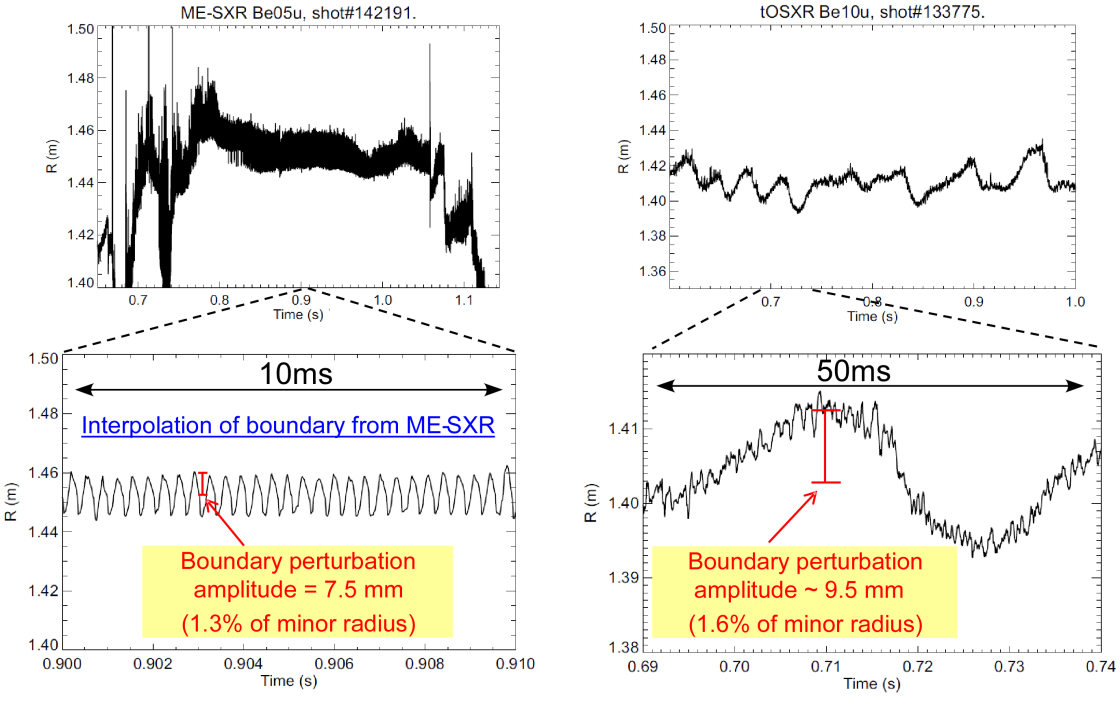 ME-SXR Be05u, shot#142191.
1.50
1.48
1.46
1.44
1.42
1.40
R (m)
0.7
0.8
0.9
1.0
1.1
Time (s)
tOSXR Be10u, shot#133775.
1.50
1.48
1.46
1.44
1.42
1.40
1.38
1.36
R (m)
0.7
0.8
0.9
1.0
Time (s)
1.50
1.48
1.46
1.44
1.42
1.40
R (m)
10ms
Interpolation of boundary from ME-SXR
Boundary perturbation
amplitude = 7.5 mm
(1.3% of minor radius)
0.900
0.902
0.904
0.906
0.908
0.910
Time (s)
1.41
1.40
1.39
1.38
R (m)
50ms
Boundary perturbation
amplitude ~ 9.5 mm
(1.6% of minor radius)
0.69
0.70
0.71
0.72
0.73
0.74
Time (s)